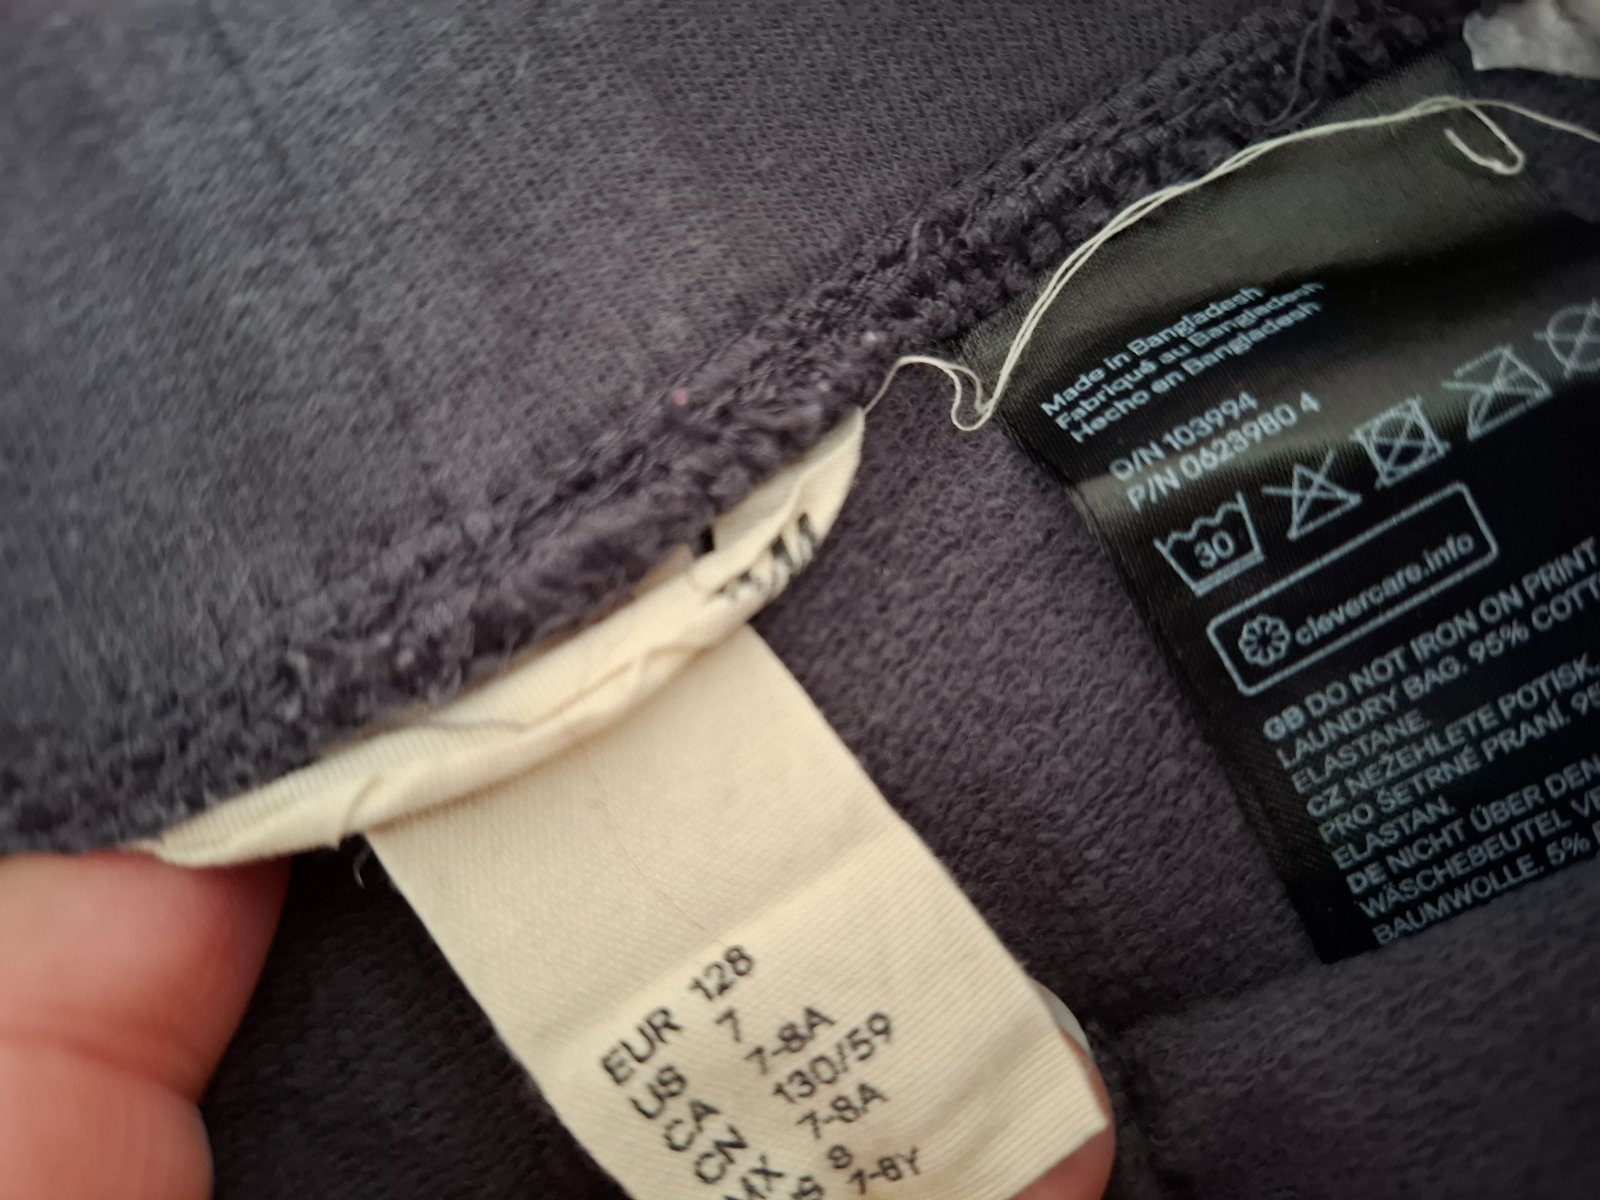 Made in Bangladesh
Fabriqué au Bangladesh
Hecho en Bangladesh
O/N 103994
P/N 0623980 4
30
clevercare.info
GB DO NOT IRON ON PRINT
LAUNDRY BAG. 95% COTT
ELASTANE.
CZ NEŽEHLETE POTISK.
PRO ŠETRNÉ PRANÍ. 95
ELASTAN.
DE NICHT ÜBER DEN
WÄSCHEBEUTEL VE
BAUMWOLLE. 5%
EUR 128
US 7
CA 7-8A
CN 130/59
MX 7-8A
8
7-8Y